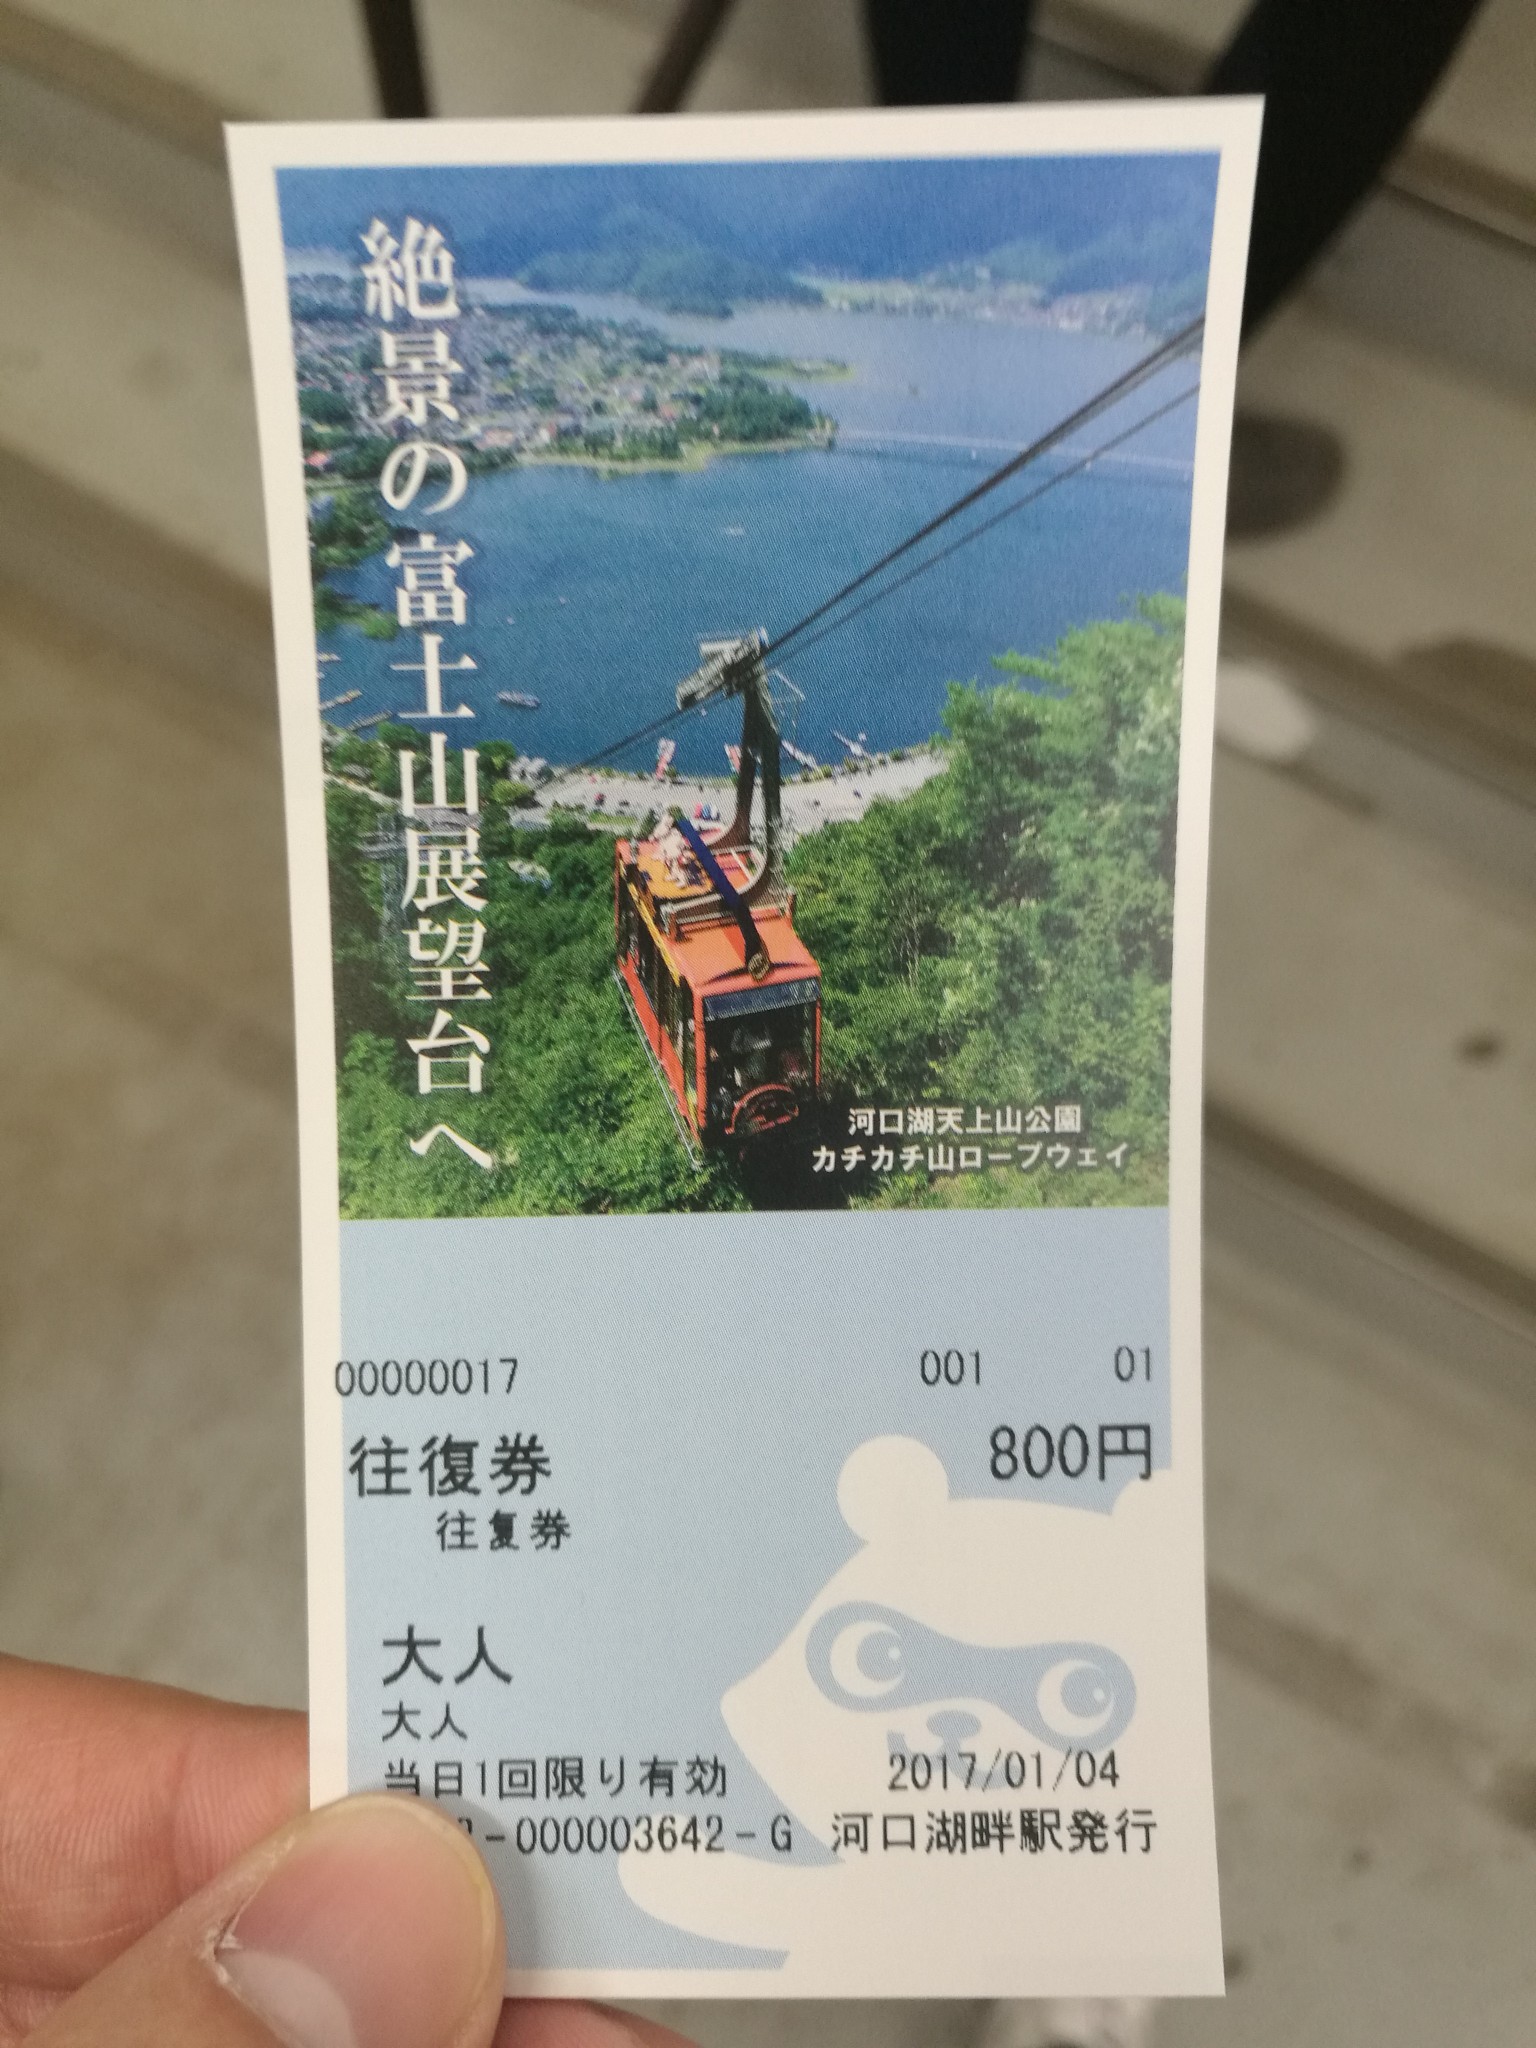 絶景の富士山展望台へ
河口湖天上山公園
カチカチ山ロープウェイ
00000017 001 01
往復券 800円
往复券
大人
大人
当日1回限り有効 2017/01/04
-000003642-G 河口湖畔駅発行